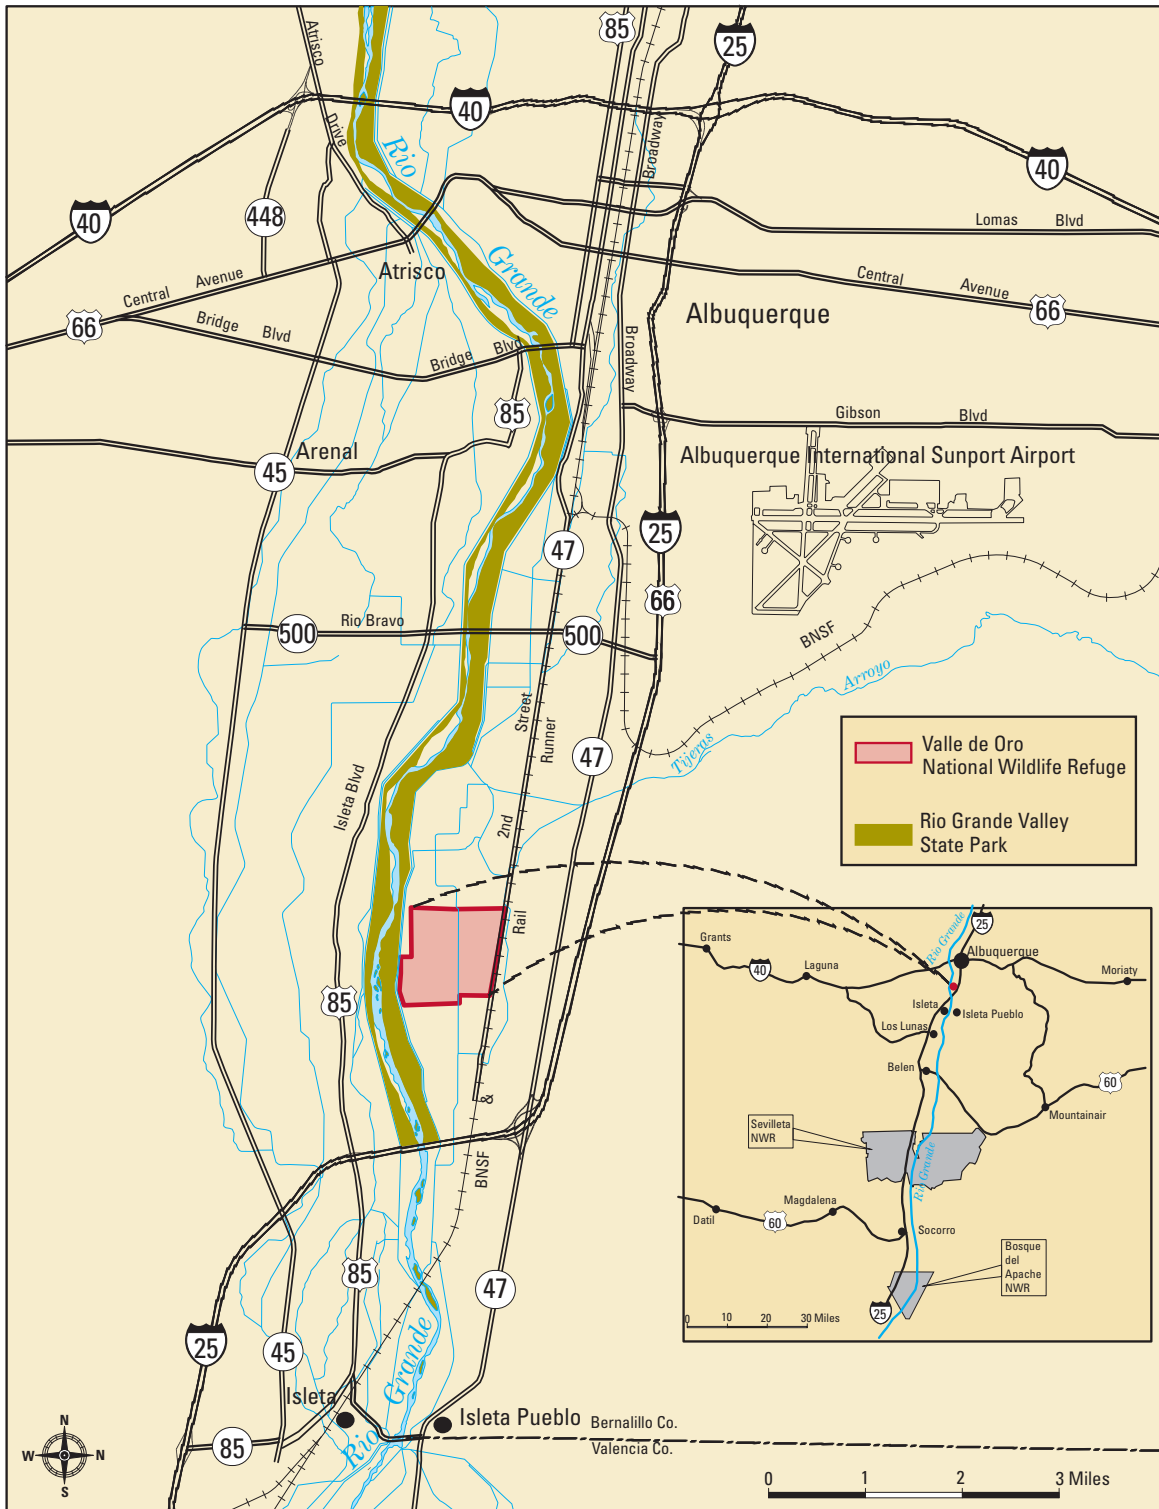 85
25
Atrisco
Drive
40
Broadway
Rio
40
448
40
Lomas Blvd
Grande
Atrisco
Central Avenue
Central Avenue
66
66
Albuquerque
Bridge Blvd
Bridge Blvd
Broadway
85
Gibson Blvd
Arenal
45
Albuquerque International Sunport Airport
25
47
66
500
Rio Bravo
500
BNSF
Arroyo
Tijeras
Street
Runner
47
Isleta Blvd
2nd
Rail
Valle de Oro
National Wildlife Refuge
Rio Grande Valley
State Park
85
&
BNSF
Rio Grande
25
Grants
Albuquerque
40
Laguna
Moriaty
Isleta
Isleta Pueblo
Los Lunas
Belen
60
Mountainair
Sevilleta
NWR
Rio Grande
Magdalena
Datil
60
Socorro
Bosque
del
Apache
NWR
25
0 10 20 30 Miles
85
47
25
45
Grande
Isleta
Isleta Pueblo
Bernalillo Co.
Valencia Co.
Rio
85
N
W N
S
0 1 2 3 Miles